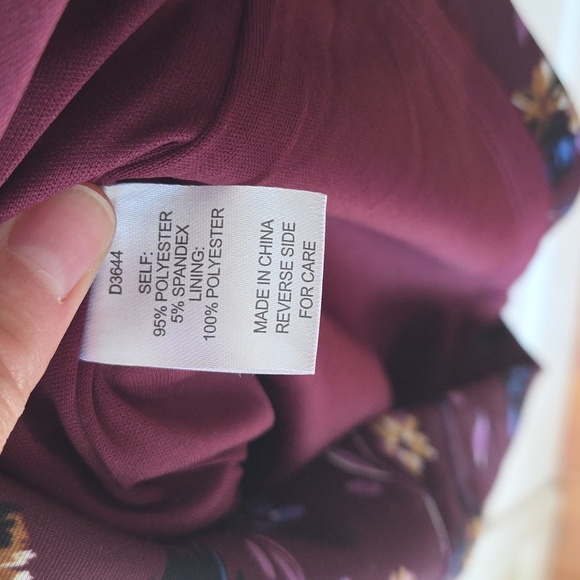 D3644
SELF:
95% POLYESTER
5% SPANDEX
LINING:
100% POLYESTER
MADE IN CHINA
REVERSE SIDE
FOR CARE